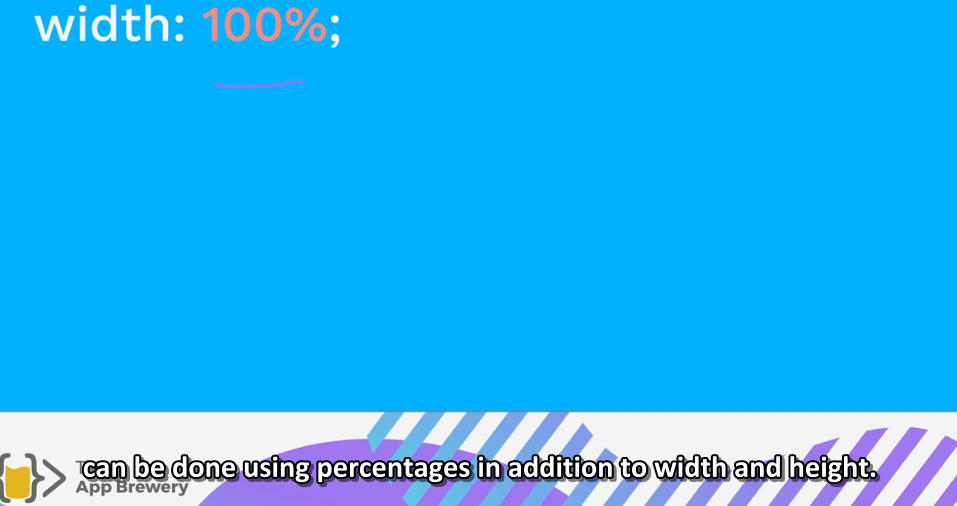 width: 100%;
can be done using percentages in addition to width and height.
App Brewery